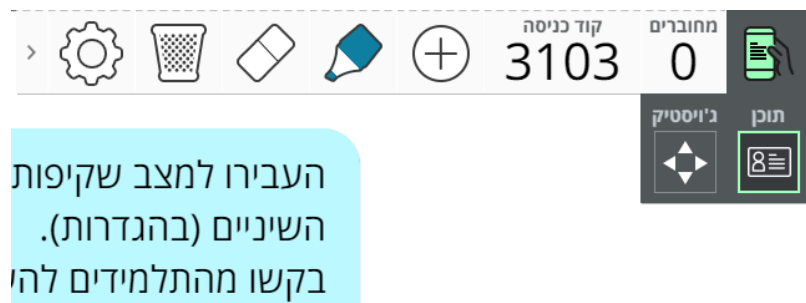 מחוברים
0
קוד כניסה
3103
תוכן
ג'ויסטיק
העבירו למצב שקיפות
השיניים (בהגדרות).
בקשו מהתלמידים